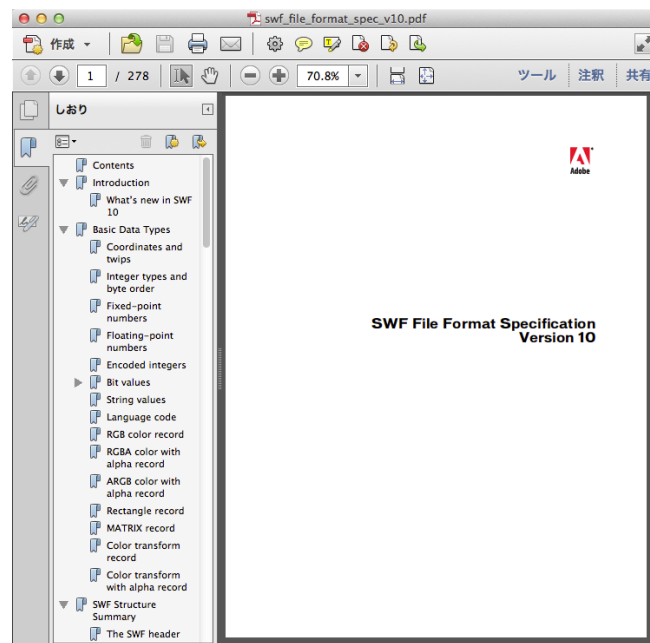 swf_file_format_spec_v10.pdf
作成
1 / 278
70.8%
ツール 注釈 共有
しおり
Contents
Introduction
What's new in SWF
10
Basic Data Types
Coordinates and
twips
Integer types and
byte order
Fixed-point
numbers
Floating-point
numbers
Encoded integers
Bit values
String values
Language code
RGB color record
RGBA color with
alpha record
ARGB color with
alpha record
Rectangle record
MATRIX record
Color transform
record
Color transform
with alpha record
SWF Structure
Summary
The SWF header
Adobe
SWF File Format Specification
Version 10